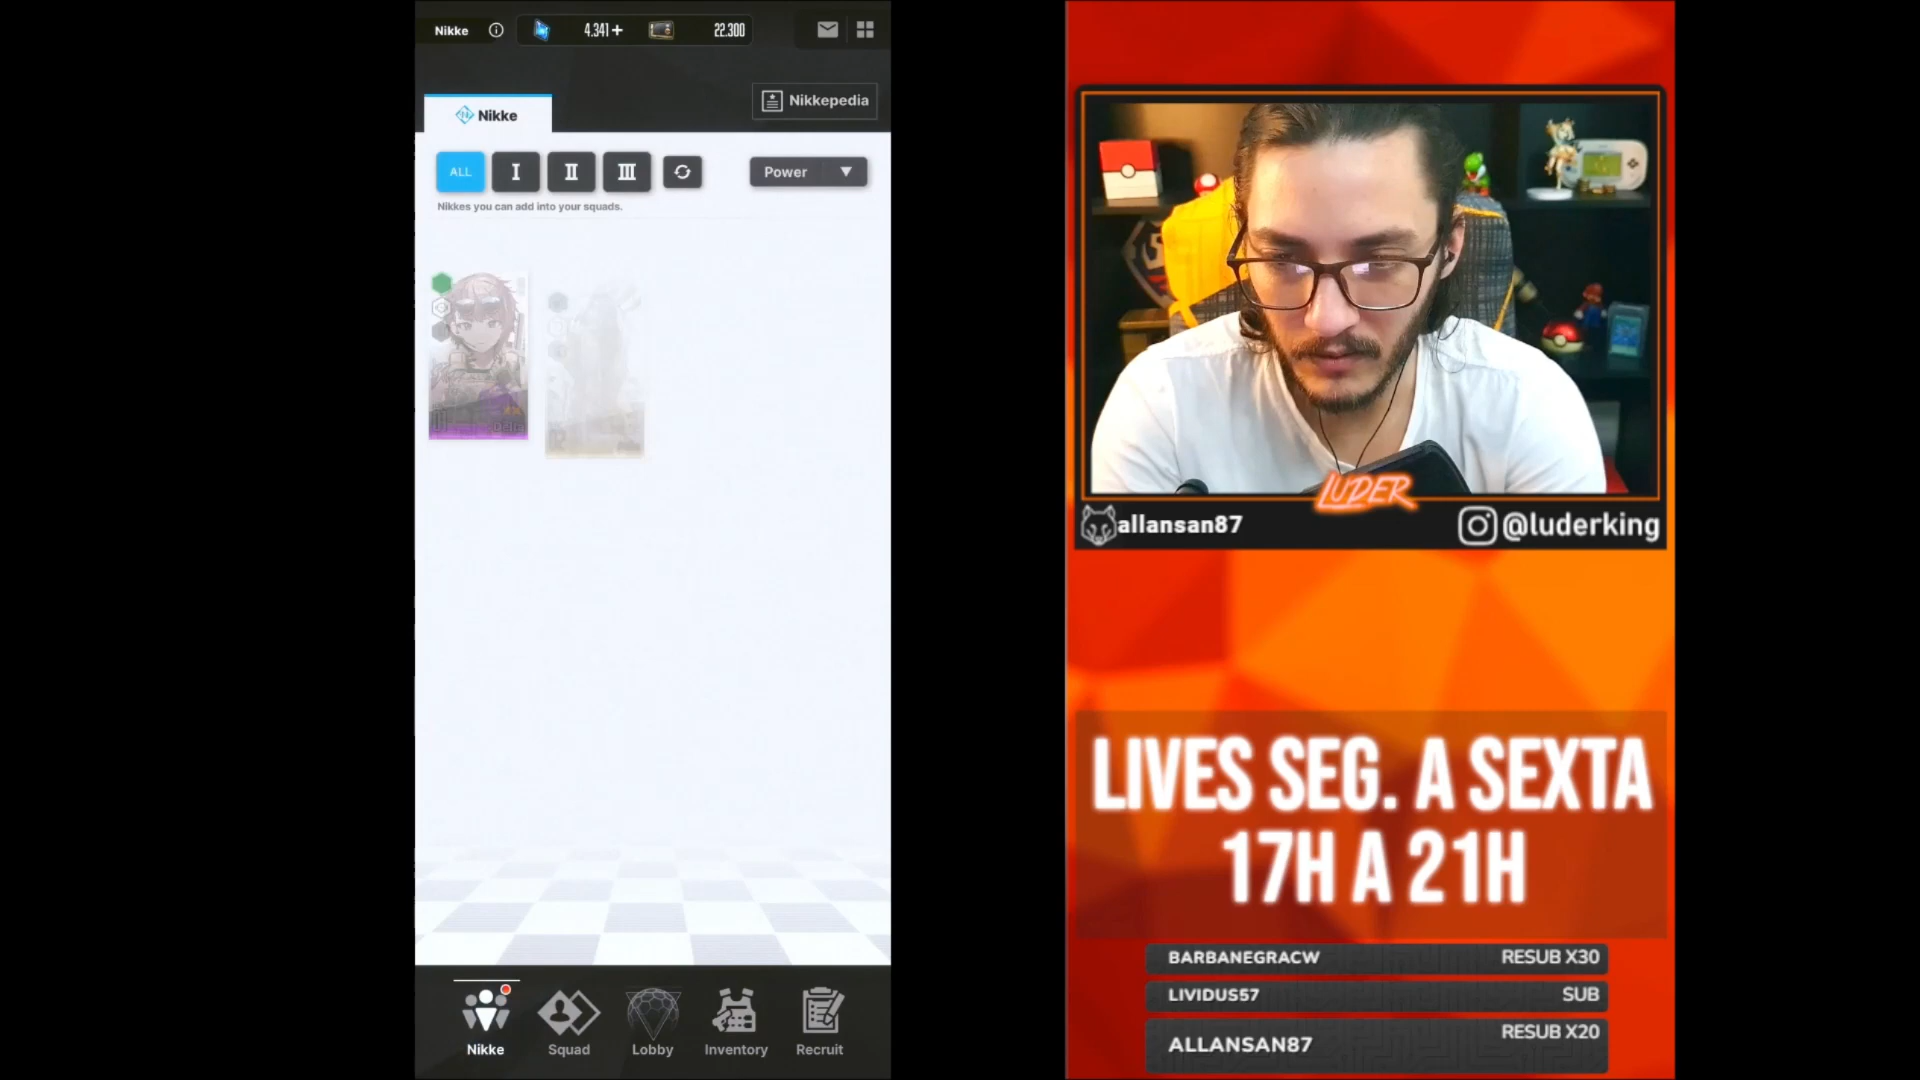 Nikke
4.341+
22.300
Nikkepedia
Nikke
ALL
I
II
III
Power
Nikkes you can add into your squads.
Nikke
Squad
Lobby
Inventory
Recruit
LUDER
allansan87
@luderking
LIVES SEG. A SEXTA
17H A 21H
BARBANEGRACW RESUB X30
LIVIDUS57 SUB
ALLANSAN87 RESUB X20